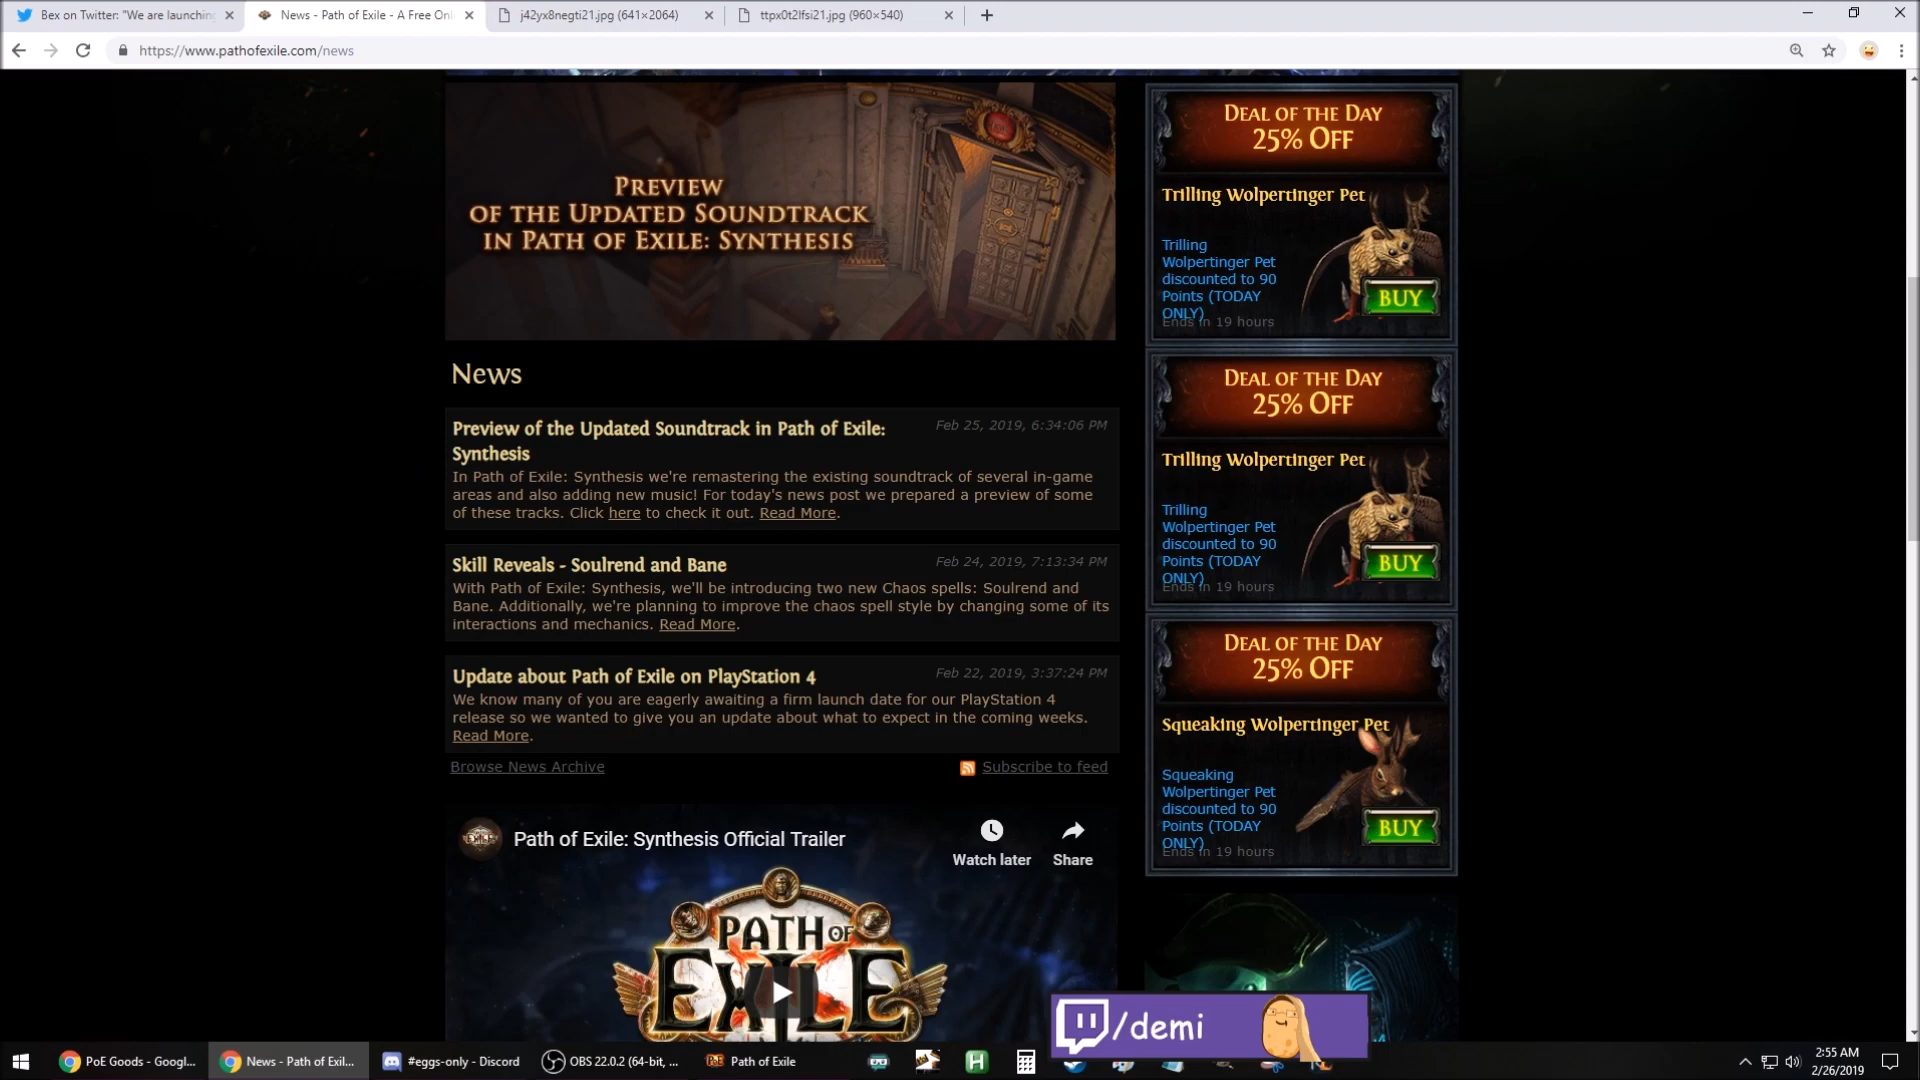 Bex on Twitter: "We are launching
News - Path of Exile - A Free Onl
j42yx8negti21.jpg (641×2064)
ttpx0t2lfsi21.jpg (960×540)
https://www.pathofexile.com/news
PREVIEW
OF THE UPDATED SOUNDTRACK
IN PATH OF EXILE: SYNTHESIS
News
Preview of the Updated Soundtrack in Path of Exile:
Synthesis
Feb 25, 2019, 6:34:06 PM
In Path of Exile: Synthesis we're remastering the existing soundtrack of several in-game
areas and also adding new music! For today's news post we prepared a preview of some
of these tracks. Click here to check it out. Read More.
Skill Reveals - Soulrend and Bane
Feb 24, 2019, 7:13:34 PM
With Path of Exile: Synthesis, we'll be introducing two new Chaos spells: Soulrend and
Bane. Additionally, we're planning to improve the chaos spell style by changing some of its
interactions and mechanics. Read More.
Update about Path of Exile on PlayStation 4
Feb 22, 2019, 3:37:24 PM
We know many of you are eagerly awaiting a firm launch date for our PlayStation 4
release so we wanted to give you an update about what to expect in the coming weeks.
Read More.
Browse News Archive
Subscribe to feed
Path of Exile: Synthesis Official Trailer
Watch later
Share
PATH OF
EXILE
DEAL OF THE DAY
25% OFF
Trilling Wolpertinger Pet
Trilling
Wolpertinger Pet
discounted to 90
Points (TODAY
ONLY)
Ends in 19 hours
BUY
DEAL OF THE DAY
25% OFF
Trilling Wolpertinger Pet
Trilling
Wolpertinger Pet
discounted to 90
Points (TODAY
ONLY)
Ends in 19 hours
BUY
DEAL OF THE DAY
25% OFF
Squeaking Wolpertinger Pet
Squeaking
Wolpertinger Pet
discounted to 90
Points (TODAY
ONLY)
Ends in 19 hours
BUY
/demi
PoE Goods - Googl...
News - Path of Exil...
#eggs-only - Discord
OBS 22.0.2 (64-bit, ...
Path of Exile
2:55 AM
2/26/2019